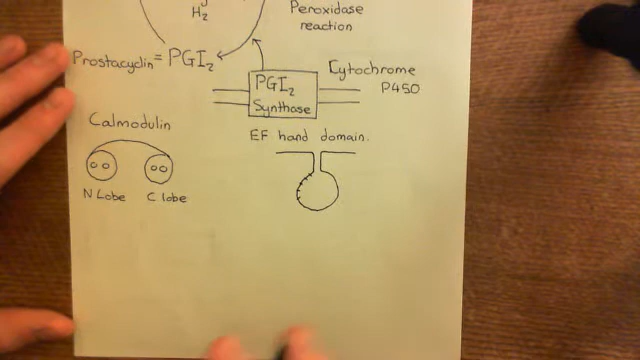 H2
Peroxidase
reaction
Prostacyclin = PGI2
PGI2
Synthase
Cytochrome
P450
Calmodulin
EF hand domain.
N Lobe
C lobe